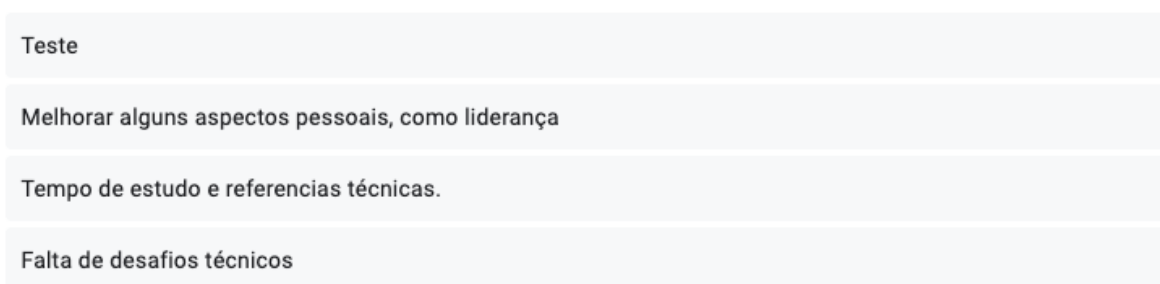 Teste
Melhorar alguns aspectos pessoais, como liderança
Tempo de estudo e referencias técnicas.
Falta de desafios técnicos